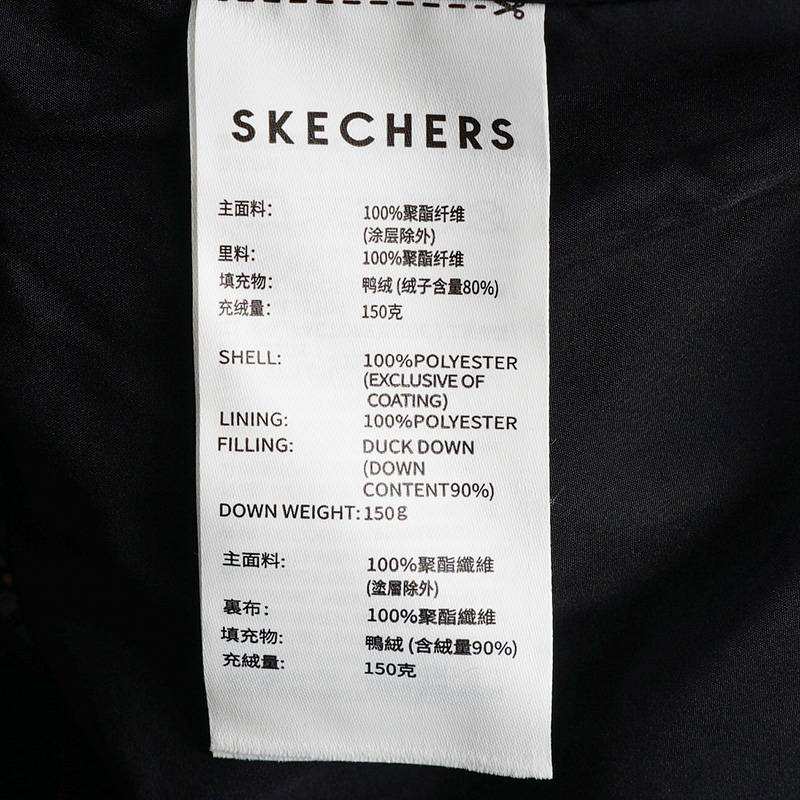 SKECHERS
主面料: 100%聚酯纤维
(涂层除外)
里料: 100%聚酯纤维
填充物: 鸭绒 (绒子含量80%)
充绒量: 150克
SHELL: 100%POLYESTER
(EXCLUSIVE OF
COATING)
LINING: 100%POLYESTER
FILLING: DUCK DOWN
(DOWN
CONTENT90%)
DOWN WEIGHT: 150g
主面料: 100%聚酯纖維
(塗層除外)
裏布: 100%聚酯纖維
填充物: 鴨絨 (含絨量90%)
充絨量: 150克